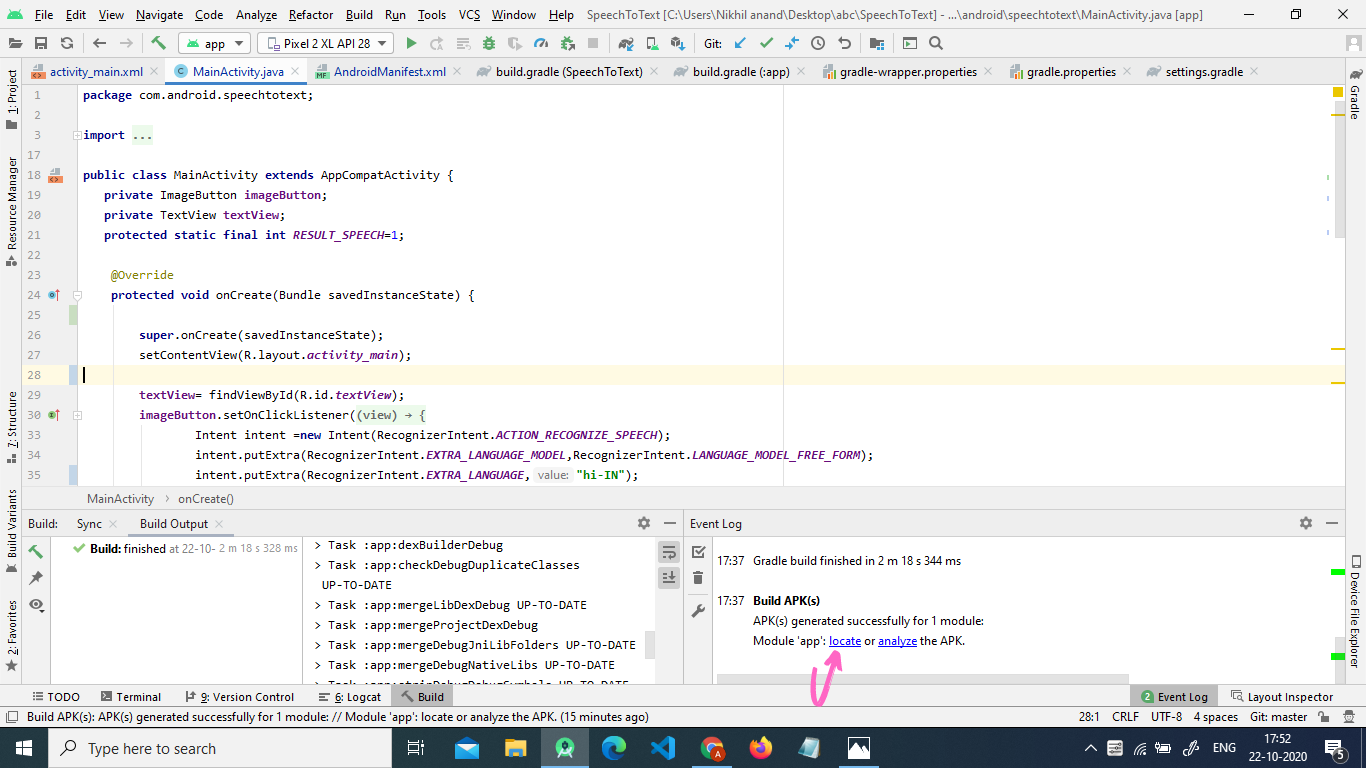 File Edit View Navigate Code Analyze Refactor Build Run Tools VCS Window Help SpeechToText [C:\Users\Nikhil anand\Desktop\abc\SpeechToText] - ...\android\speechtotext\MainActivity.java [app]
app Pixel 2 XL API 28 Git:
activity_main.xml MainActivity.java AndroidManifest.xml build.gradle (SpeechToText) build.gradle (:app) gradle-wrapper.properties gradle.properties settings.gradle
1: Project
Resource Manager
7: Structure
Build Variants
2: Favorites
Gradle
Device File Explorer
1 package com.android.speechtotext;
2
3 import ...
17
18 public class MainActivity extends AppCompatActivity {
19 private ImageButton imageButton;
20 private TextView textView;
21 protected static final int RESULT_SPEECH=1;
22
23 @Override
24 protected void onCreate(Bundle savedInstanceState) {
25
26 super.onCreate(savedInstanceState);
27 setContentView(R.layout.activity_main);
28
29 textView= findViewById(R.id.textView);
30 imageButton.setOnClickListener((view) → {
33 Intent intent =new Intent(RecognizerIntent.ACTION_RECOGNIZE_SPEECH);
34 intent.putExtra(RecognizerIntent.EXTRA_LANGUAGE_MODEL,RecognizerIntent.LANGUAGE_MODEL_FREE_FORM);
35 intent.putExtra(RecognizerIntent.EXTRA_LANGUAGE, value: "hi-IN");
MainActivity > onCreate()
Build: Sync Build Output
Build: finished at 22-10- 2 m 18 s 328 ms
> Task :app:dexBuilderDebug
> Task :app:checkDebugDuplicateClasses
UP-TO-DATE
> Task :app:mergeLibDexDebug UP-TO-DATE
> Task :app:mergeProjectDexDebug
> Task :app:mergeDebugJniLibFolders UP-TO-DATE
> Task :app:mergeDebugNativeLibs UP-TO-DATE
> Task :app:stripDebugDebugSymbols UP-TO-DATE
Event Log
17:37 Gradle build finished in 2 m 18 s 344 ms
17:37 Build APK(s)
APK(s) generated successfully for 1 module:
Module 'app': locate or analyze the APK.
TODO Terminal 9: Version Control 6: Logcat Build 2 Event Log Layout Inspector
Build APK(s): APK(s) generated successfully for 1 module: // Module 'app': locate or analyze the APK. (15 minutes ago) 28:1 CRLF UTF-8 4 spaces Git: master
Type here to search
ENG
17:52
22-10-2020
5